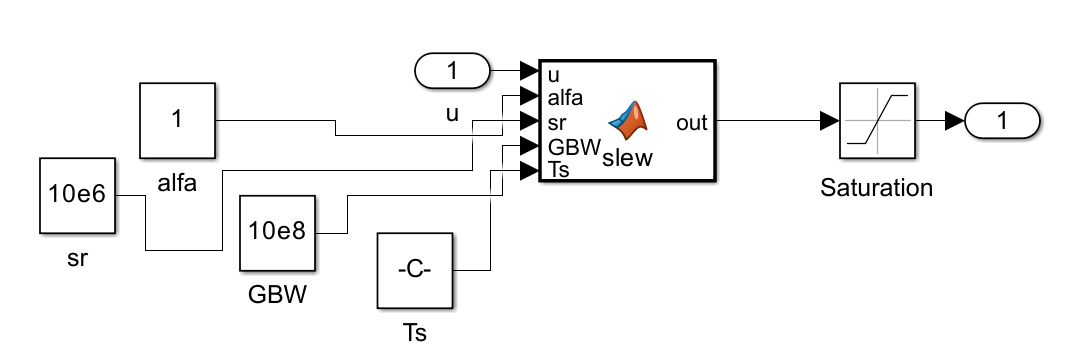 1
u
u
alfa
sr
GBW
Ts
slew
out
1
alfa
10e6
sr
10e8
GBW
-C-
Ts
Saturation
1